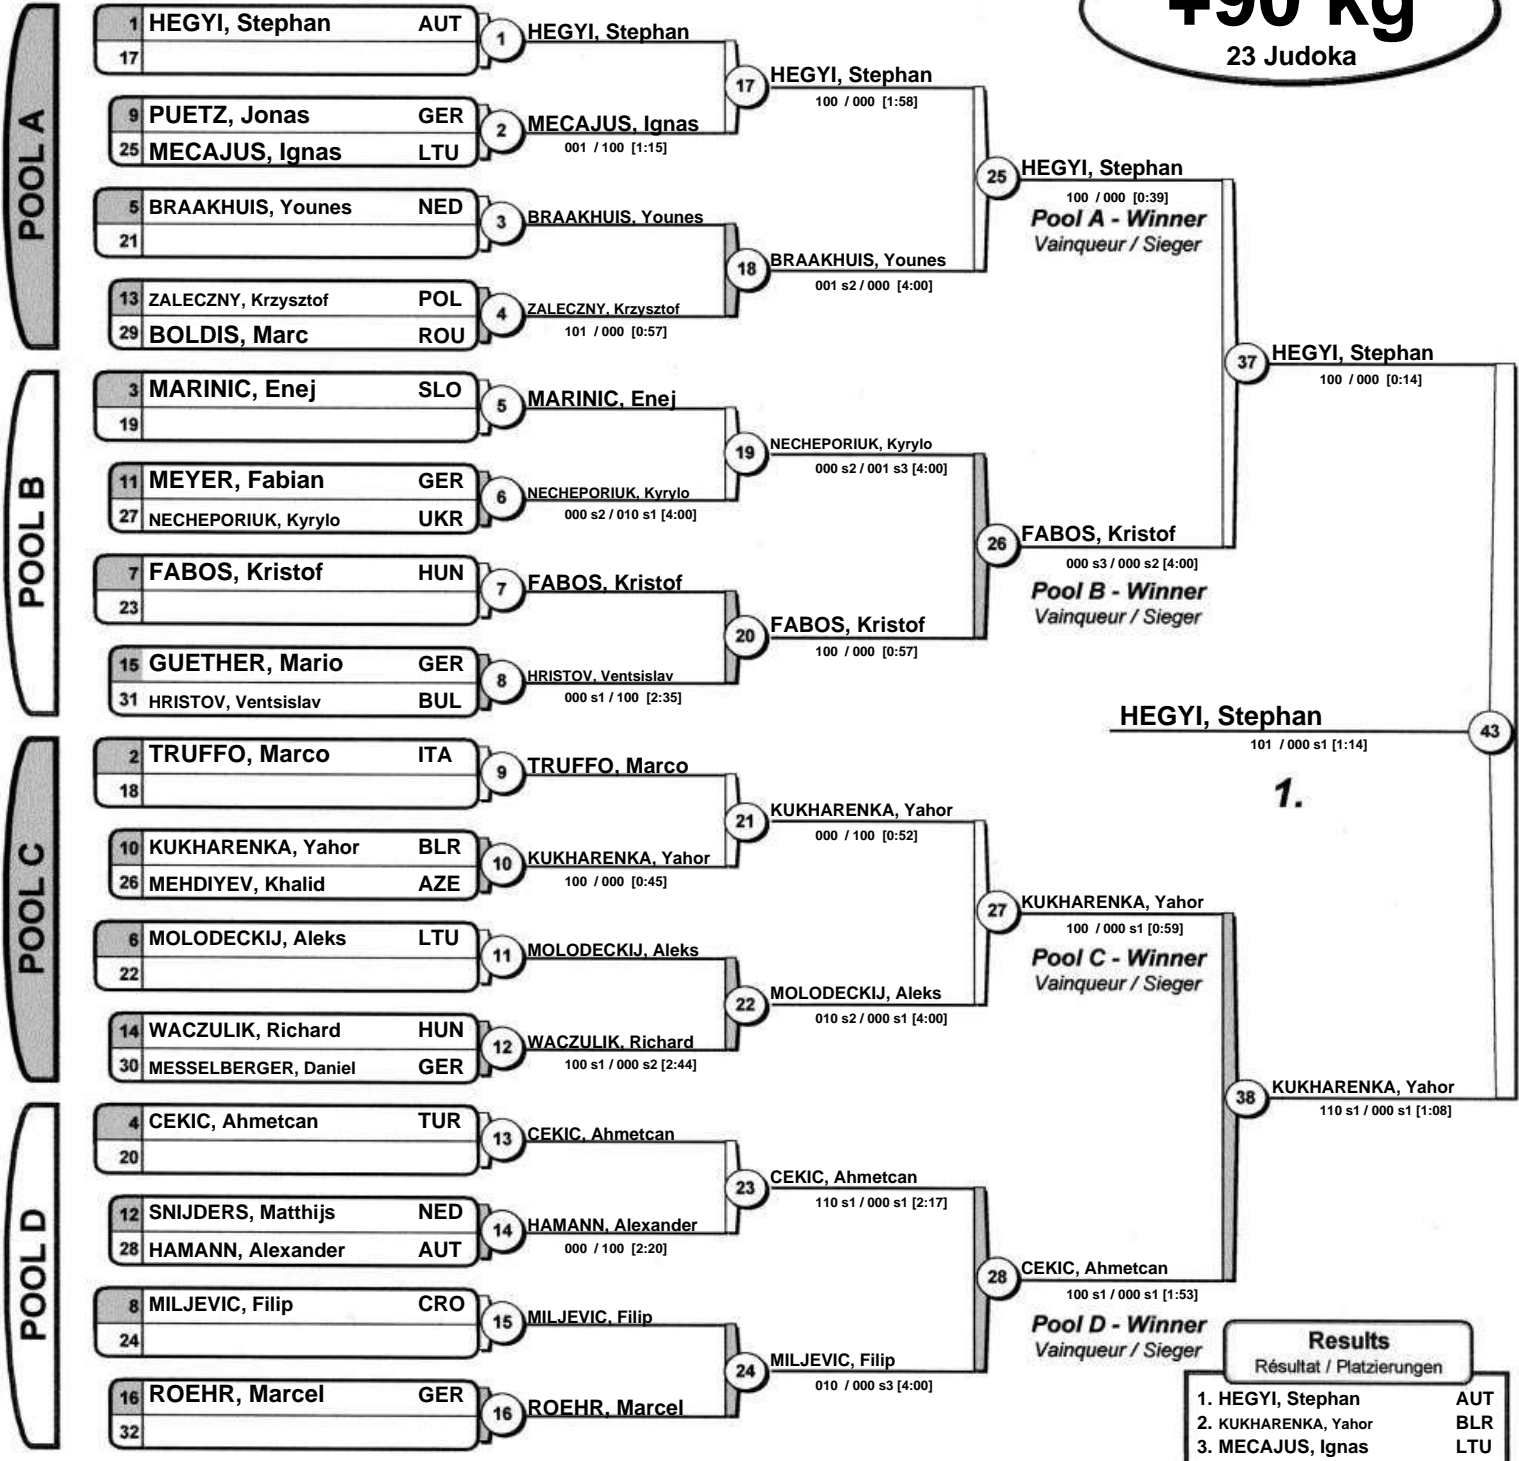 +90 kg
23 Judoka
POOL A
1 HEGYI, Stephan AUT
17
9 PUETZ, Jonas GER
25 MECAJUS, Ignas LTU
5 BRAAKHUIS, Younes NED
21
13 ZALECZNY, Krzysztof POL
29 BOLDIS, Marc ROU
POOL B
3 MARINIC, Enej SLO
19
11 MEYER, Fabian GER
27 NECHEPORIUK, Kyrylo UKR
7 FABOS, Kristof HUN
23
15 GUETHER, Mario GER
31 HRISTOV, Ventsislav BUL
POOL C
2 TRUFFO, Marco ITA
18
10 KUKHARENKA, Yahor BLR
26 MEHDIYEV, Khalid AZE
6 MOLODECKIJ, Aleks LTU
22
14 WACZULIK, Richard HUN
30 MESSELBERGER, Daniel GER
POOL D
4 CEKIC, Ahmetcan TUR
20
12 SNIJDERS, Matthijs NED
28 HAMANN, Alexander AUT
8 MILJEVIC, Filip CRO
24
16 ROEHR, Marcel GER
32
1 HEGYI, Stephan
2 MECAJUS, Ignas
001 / 100 [1:15]
3 BRAAKHUIS, Younes
4 ZALECZNY, Krzysztof
101 / 000 [0:57]
5 MARINIC, Enej
6 NECHEPORIUK, Kyrylo
000 s2 / 010 s1 [4:00]
7 FABOS, Kristof
8 HRISTOV, Ventsislav
000 s1 / 100 [2:35]
9 TRUFFO, Marco
10 KUKHARENKA, Yahor
100 / 000 [0:45]
11 MOLODECKIJ, Aleks
12 WACZULIK, Richard
100 s1 / 000 s2 [2:44]
13 CEKIC, Ahmetcan
14 HAMANN, Alexander
000 / 100 [2:20]
15 MILJEVIC, Filip
16 ROEHR, Marcel
17 HEGYI, Stephan
100 / 000 [1:58]
18 BRAAKHUIS, Younes
001 s2 / 000 [4:00]
19 NECHEPORIUK, Kyrylo
000 s2 / 001 s3 [4:00]
20 FABOS, Kristof
100 / 000 [0:57]
21 KUKHARENKA, Yahor
000 / 100 [0:52]
22 MOLODECKIJ, Aleks
010 s2 / 000 s1 [4:00]
23 CEKIC, Ahmetcan
110 s1 / 000 s1 [2:17]
24 MILJEVIC, Filip
010 / 000 s3 [4:00]
25 HEGYI, Stephan
100 / 000 [0:39]
Pool A - Winner
Vainqueur / Sieger
26 FABOS, Kristof
000 s3 / 000 s2 [4:00]
Pool B - Winner
Vainqueur / Sieger
27 KUKHARENKA, Yahor
100 / 000 s1 [0:59]
Pool C - Winner
Vainqueur / Sieger
28 CEKIC, Ahmetcan
100 s1 / 000 s1 [1:53]
Pool D - Winner
Vainqueur / Sieger
37 HEGYI, Stephan
100 / 000 [0:14]
38 KUKHARENKA, Yahor
110 s1 / 000 s1 [1:08]
HEGYI, Stephan 43
101 / 000 s1 [1:14]
1.
Results
Résultat / Platzierungen
1. HEGYI, Stephan AUT
2. KUKHARENKA, Yahor BLR
3. MECAJUS, Ignas LTU